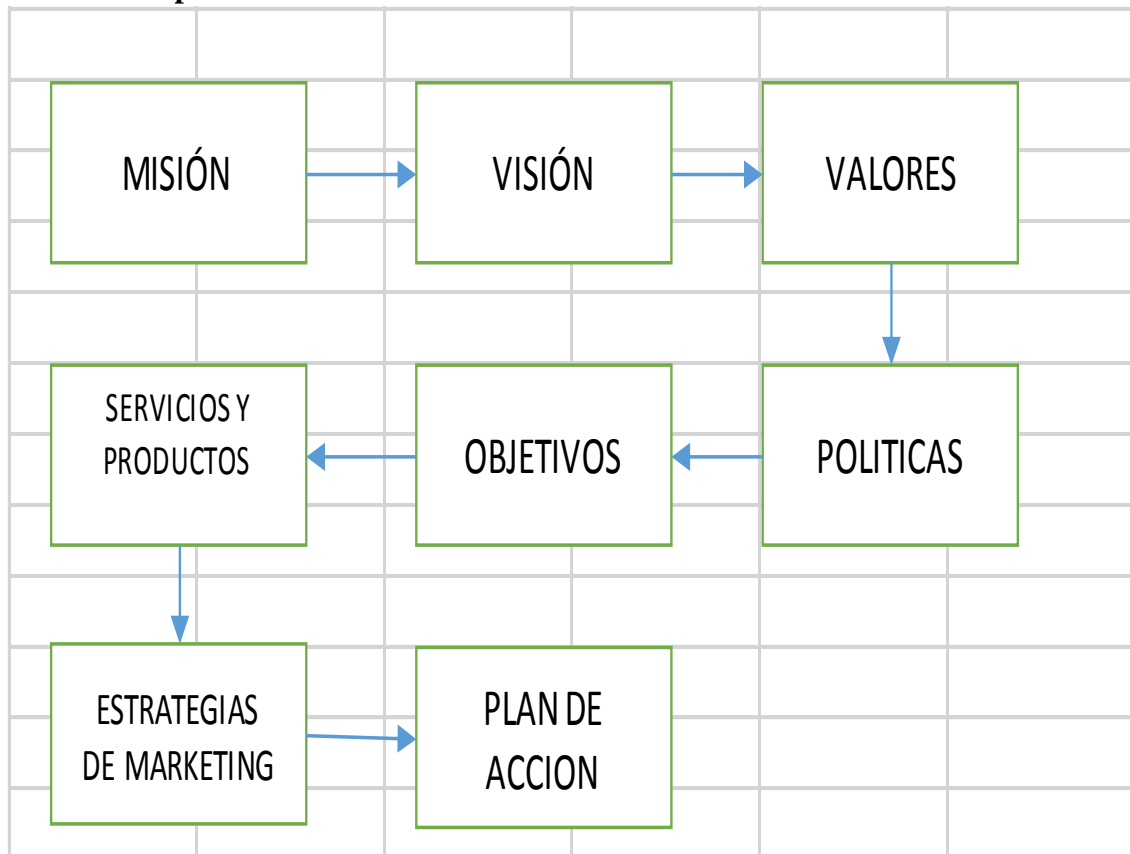 MISIÓN
VISIÓN
VALORES
SERVICIOS Y
PRODUCTOS
OBJETIVOS
POLITICAS
ESTRATEGIAS
DE MARKETING
PLAN DE
ACCION